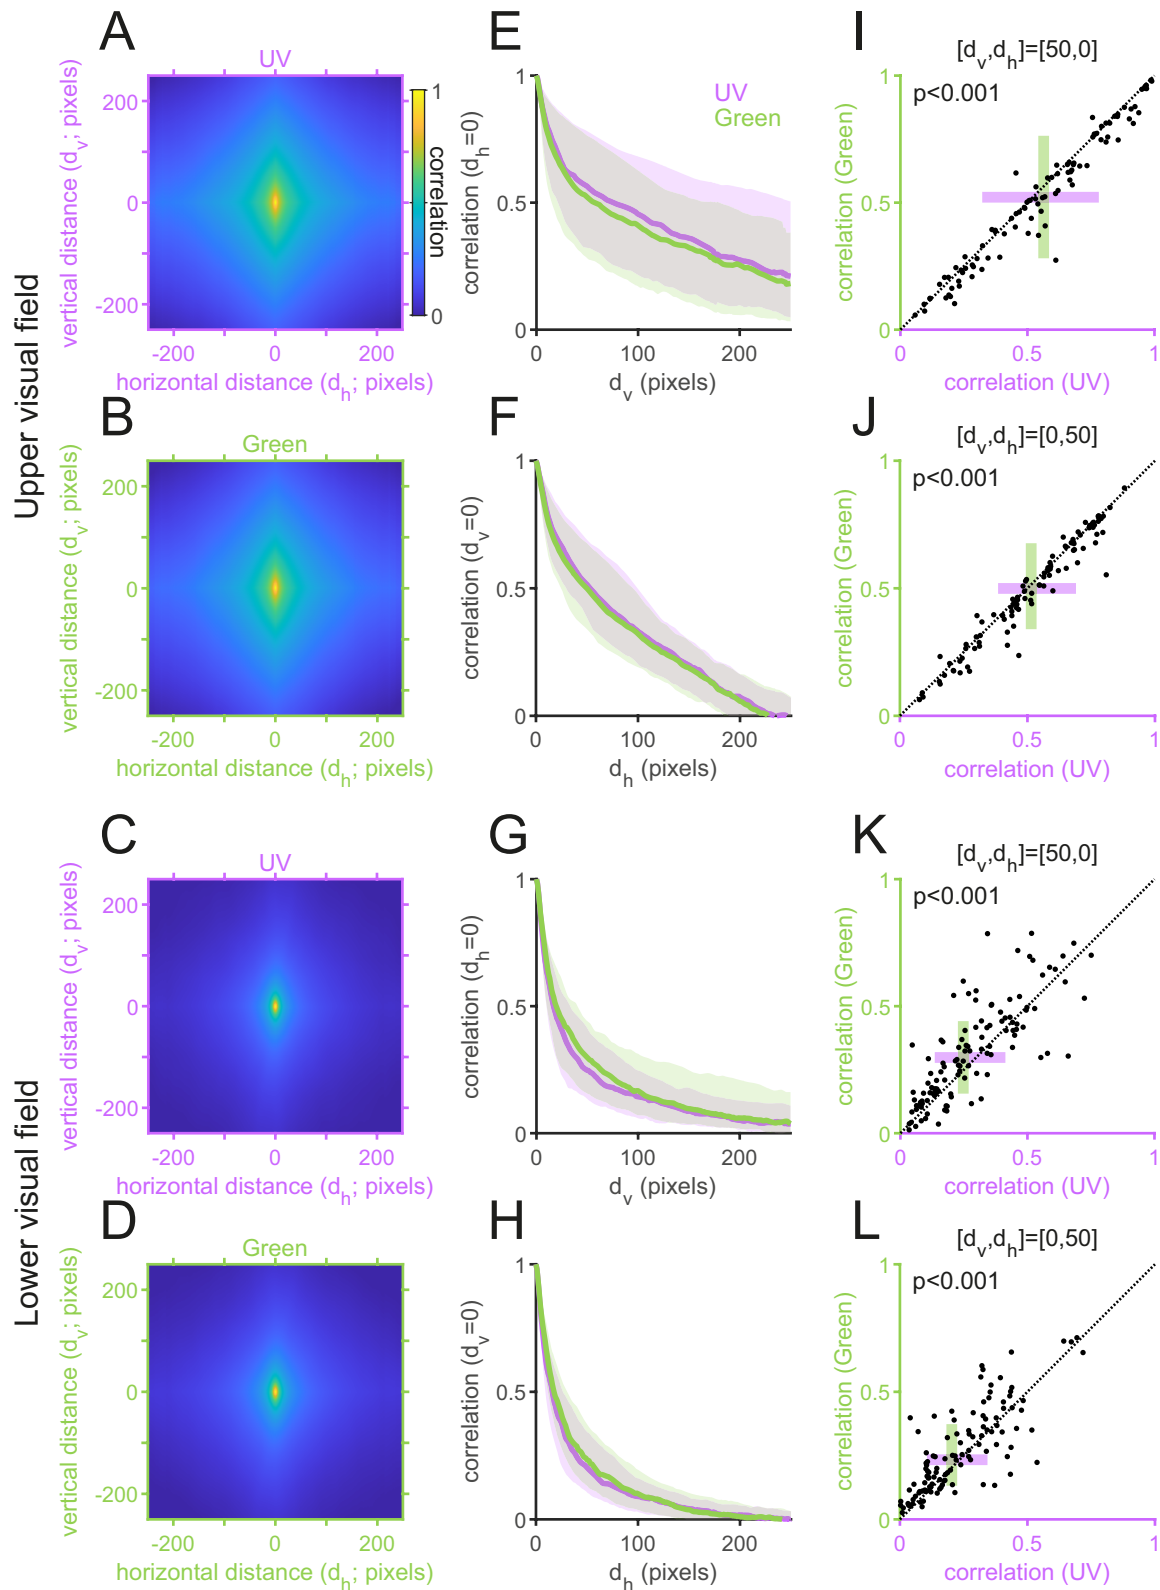 Upper visual field
A
UV
vertical distance (dv; pixels)
200
0
-200
1
correlation
0
-200 0 200
horizontal distance (dh; pixels)
E
UV
Green
correlation (dh=0)
1
0.5
0
0 100 200
dv (pixels)
I
[dv,dh]=[50,0]
p<0.001
correlation (Green)
1
0.5
0
0 0.5 1
correlation (UV)
B
Green
vertical distance (dv; pixels)
200
0
-200
-200 0 200
horizontal distance (dh; pixels)
F
correlation (dv=0)
1
0.5
0
0 100 200
dh (pixels)
J
[dv,dh]=[0,50]
p<0.001
correlation (Green)
1
0.5
0
0 0.5 1
correlation (UV)
Lower visual field
C
UV
vertical distance (dv; pixels)
200
0
-200
-200 0 200
horizontal distance (dh; pixels)
G
correlation (dh=0)
1
0.5
0
0 100 200
dv (pixels)
K
[dv,dh]=[50,0]
p<0.001
correlation (Green)
1
0.5
0
0 0.5 1
correlation (UV)
D
Green
vertical distance (dv; pixels)
200
0
-200
-200 0 200
horizontal distance (dh; pixels)
H
correlation (dv=0)
1
0.5
0
0 100 200
dh (pixels)
L
[dv,dh]=[0,50]
p<0.001
correlation (Green)
1
0.5
0
0 0.5 1
correlation (UV)